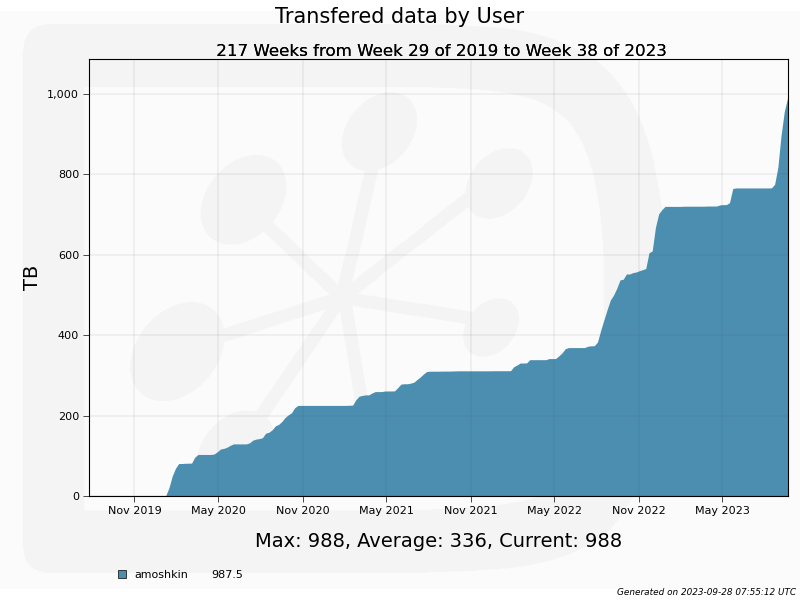 Transfered data by User
217 Weeks from Week 29 of 2019 to Week 38 of 2023
1,000
800
600
400
200
0
TB
Nov 2019 May 2020 Nov 2020 May 2021 Nov 2021 May 2022 Nov 2022 May 2023
Max: 988, Average: 336, Current: 988
amoshkin 987.5
Generated on 2023-09-28 07:55:12 UTC